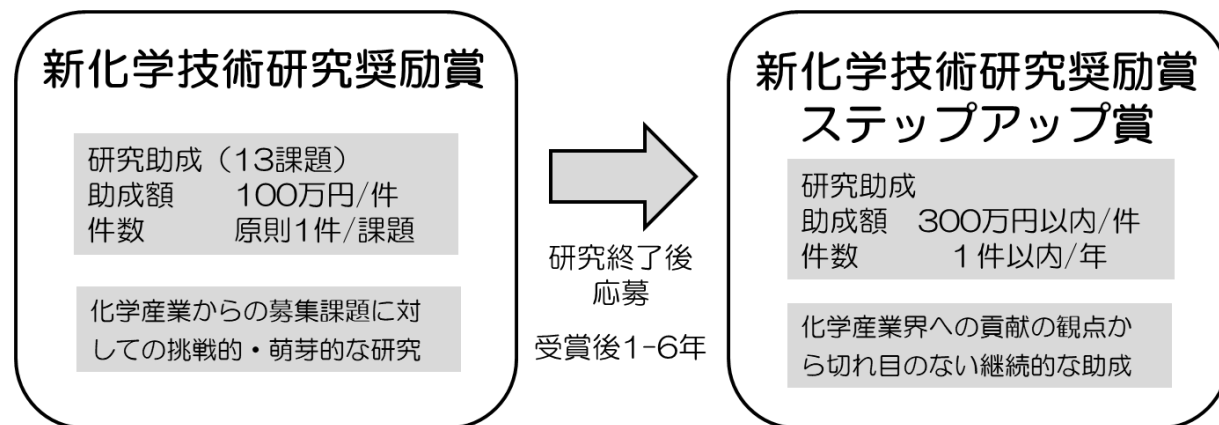 新化学技術研究奨励賞
研究助成（13課題）
助成額　　100万円/件
件数　　　原則1件/課題
化学産業からの募集課題に対
しての挑戦的・萌芽的な研究
研究終了後
応募
受賞後1-6年
新化学技術研究奨励賞
ステップアップ賞
研究助成
助成額　300万円以内/件
件数　　　１件以内/年
化学産業界への貢献の観点か
ら切れ目のない継続的な助成